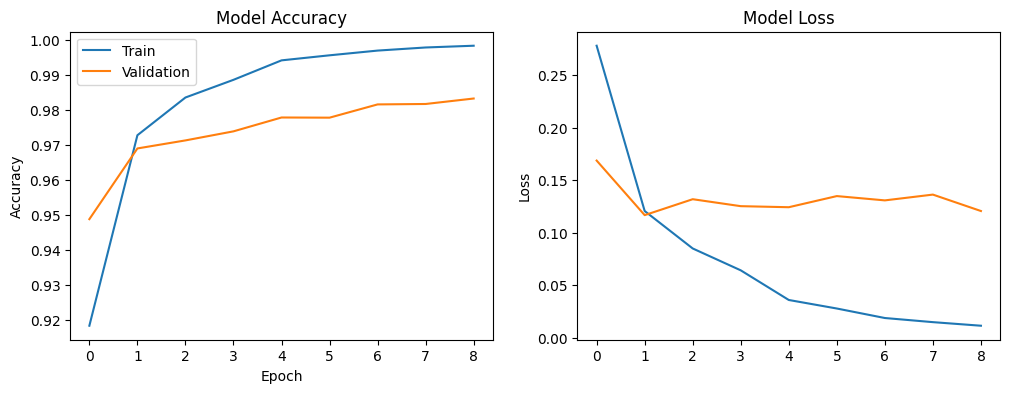 Model Accuracy
1.00
0.99
0.98
0.97
0.96
0.95
0.94
0.93
0.92
Accuracy
Train
Validation
0 1 2 3 4 5 6 7 8
Epoch
Model Loss
0.25
0.20
0.15
0.10
0.05
0.00
Loss
0 1 2 3 4 5 6 7 8